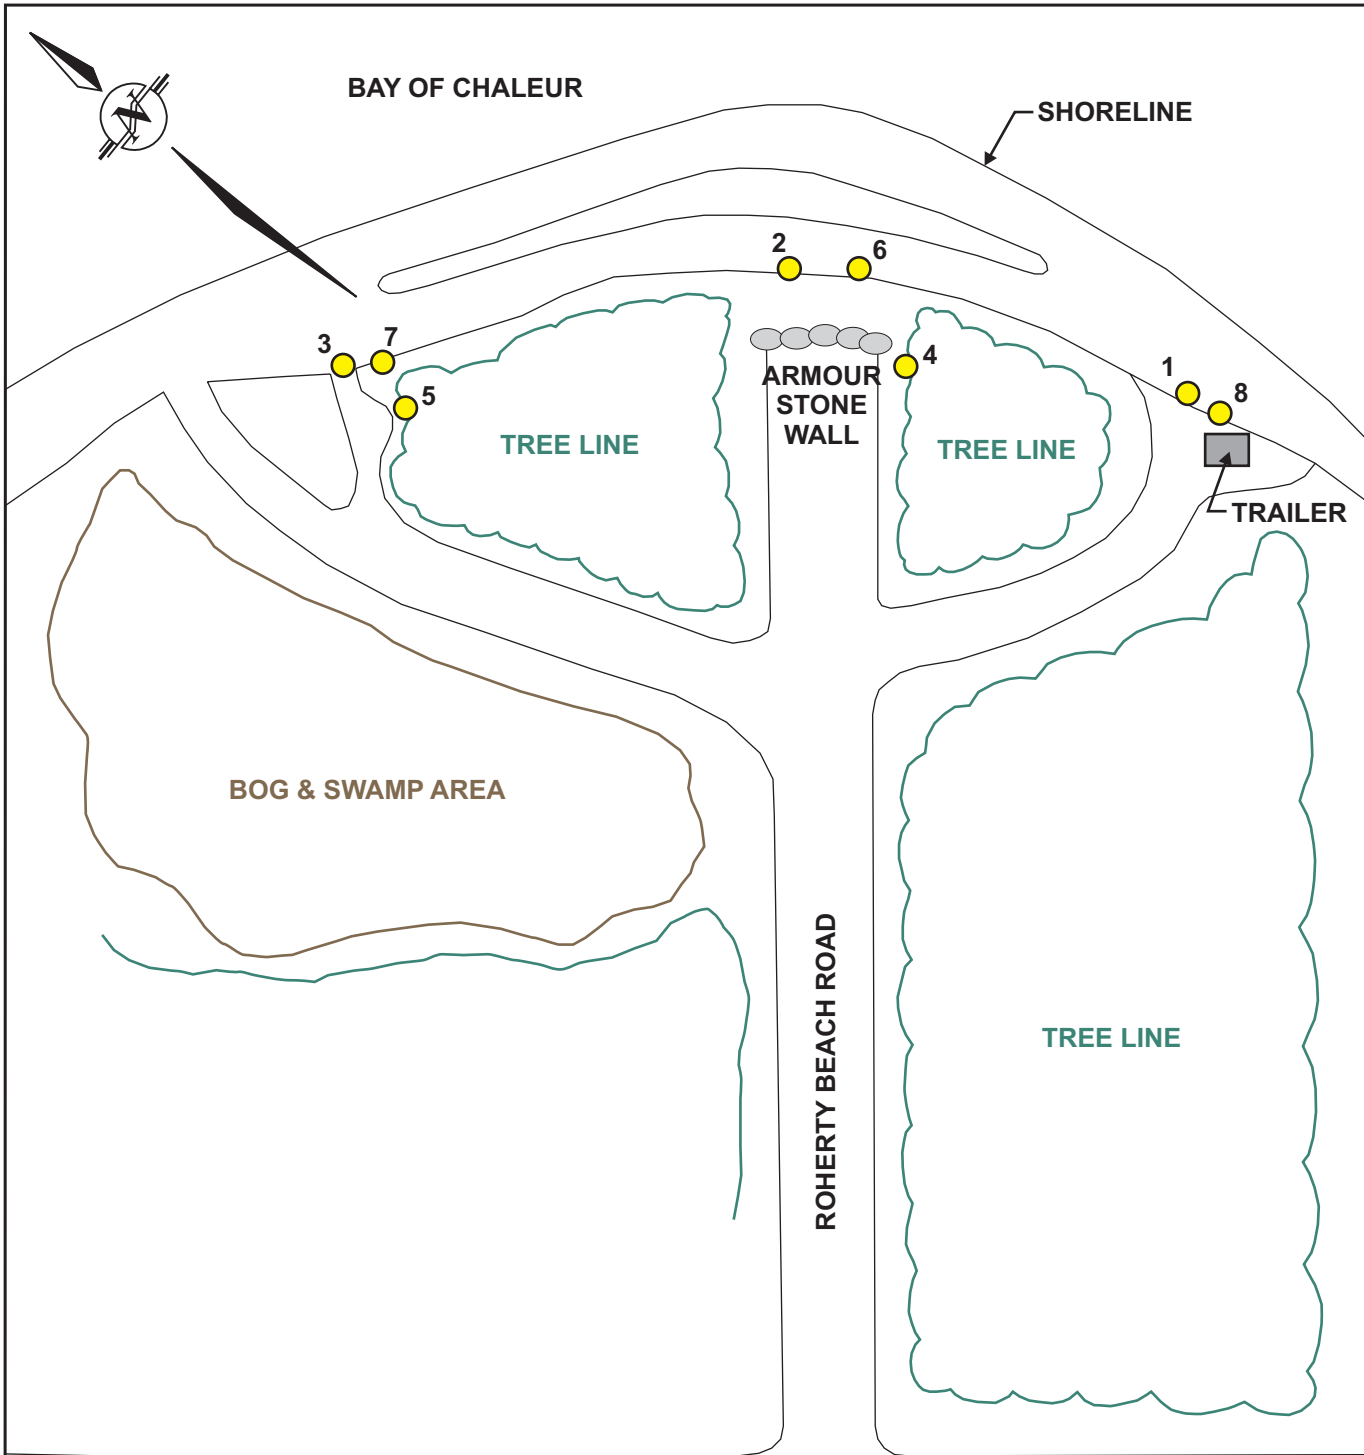 N
BAY OF CHALEUR
SHORELINE
2
6
3
7
4
1
8
5
ARMOUR
STONE
WALL
TREE LINE
TREE LINE
TRAILER
BOG & SWAMP AREA
ROHERTY BEACH ROAD
TREE LINE